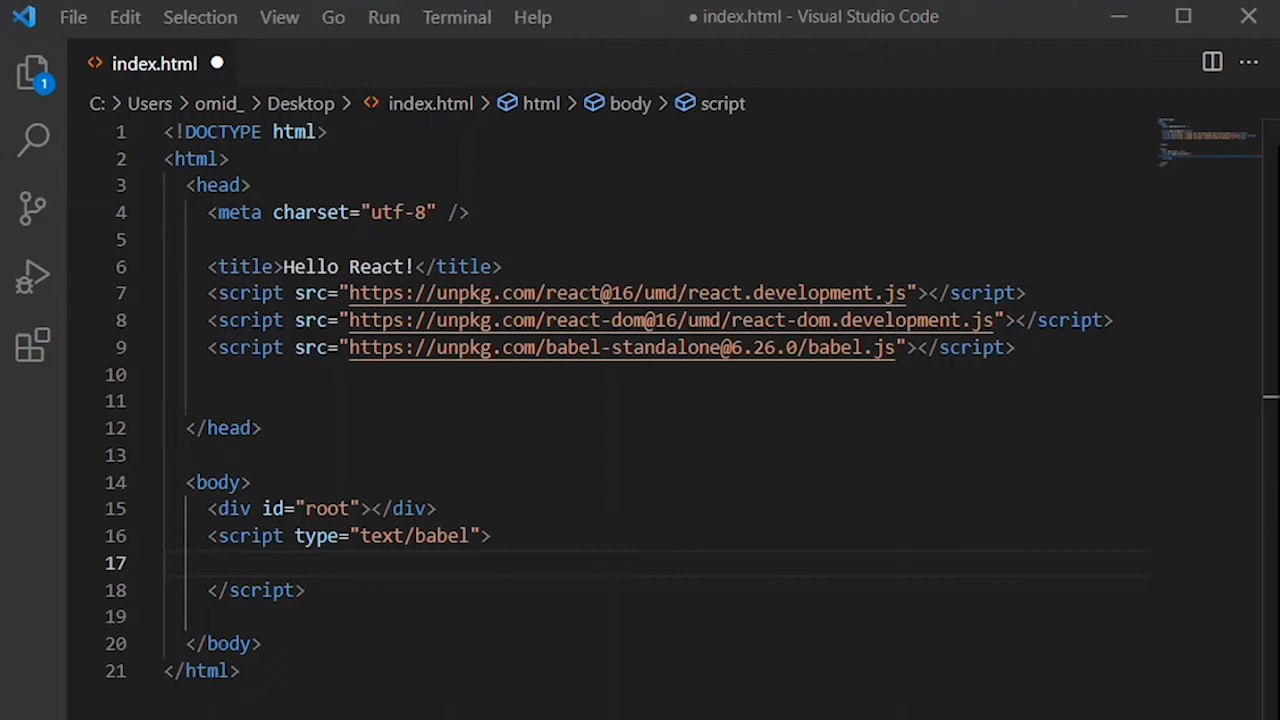 File Edit Selection View Go Run Terminal Help ● index.html - Visual Studio Code
1
<> index.html ●
C: > Users > omid_ > Desktop > <> index.html > html > body > script
1 <!DOCTYPE html>
2 <html>
3 <head>
4 <meta charset="utf-8" />
5
6 <title>Hello React!</title>
7 <script src="https://unpkg.com/react@16/umd/react.development.js"></script>
8 <script src="https://unpkg.com/react-dom@16/umd/react-dom.development.js"></script>
9 <script src="https://unpkg.com/babel-standalone@6.26.0/babel.js"></script>
10
11
12 </head>
13
14 <body>
15 <div id="root"></div>
16 <script type="text/babel">
17
18 </script>
19
20 </body>
21 </html>